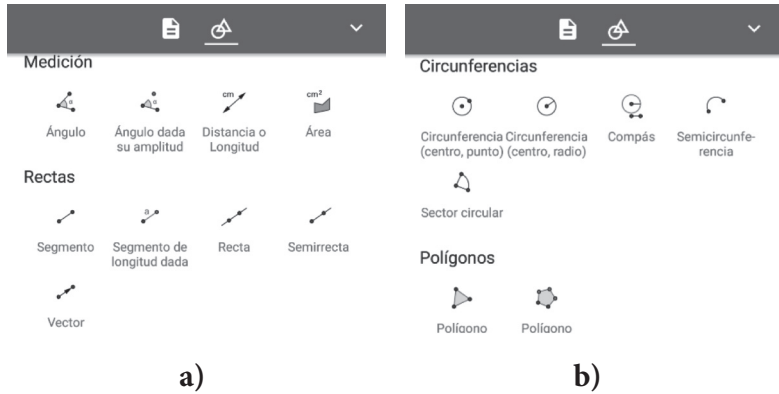 Medición
cm
cm²
Ángulo
Ángulo dada
su amplitud
Distancia o
Longitud
Área
Rectas
a
Segmento
Segmento de
longitud dada
Recta
Semirrecta
Vector
a)
Circunferencias
Circunferencia
(centro, punto)
Circunferencia
(centro, radio)
Compás
Semicircunfe-
rencia
Sector circular
Polígonos
Polígono
Polígono
b)